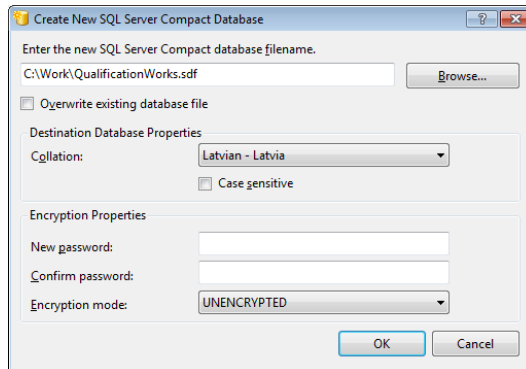 Create New SQL Server Compact Database
Enter the new SQL Server Compact database filename.
C:\Work\QualificationWorks.sdf
Browse...
Overwrite existing database file
Destination Database Properties
Collation:
Latvian - Latvia
Case sensitive
Encryption Properties
New password:
Confirm password:
Encryption mode:
UNENCRYPTED
OK
Cancel